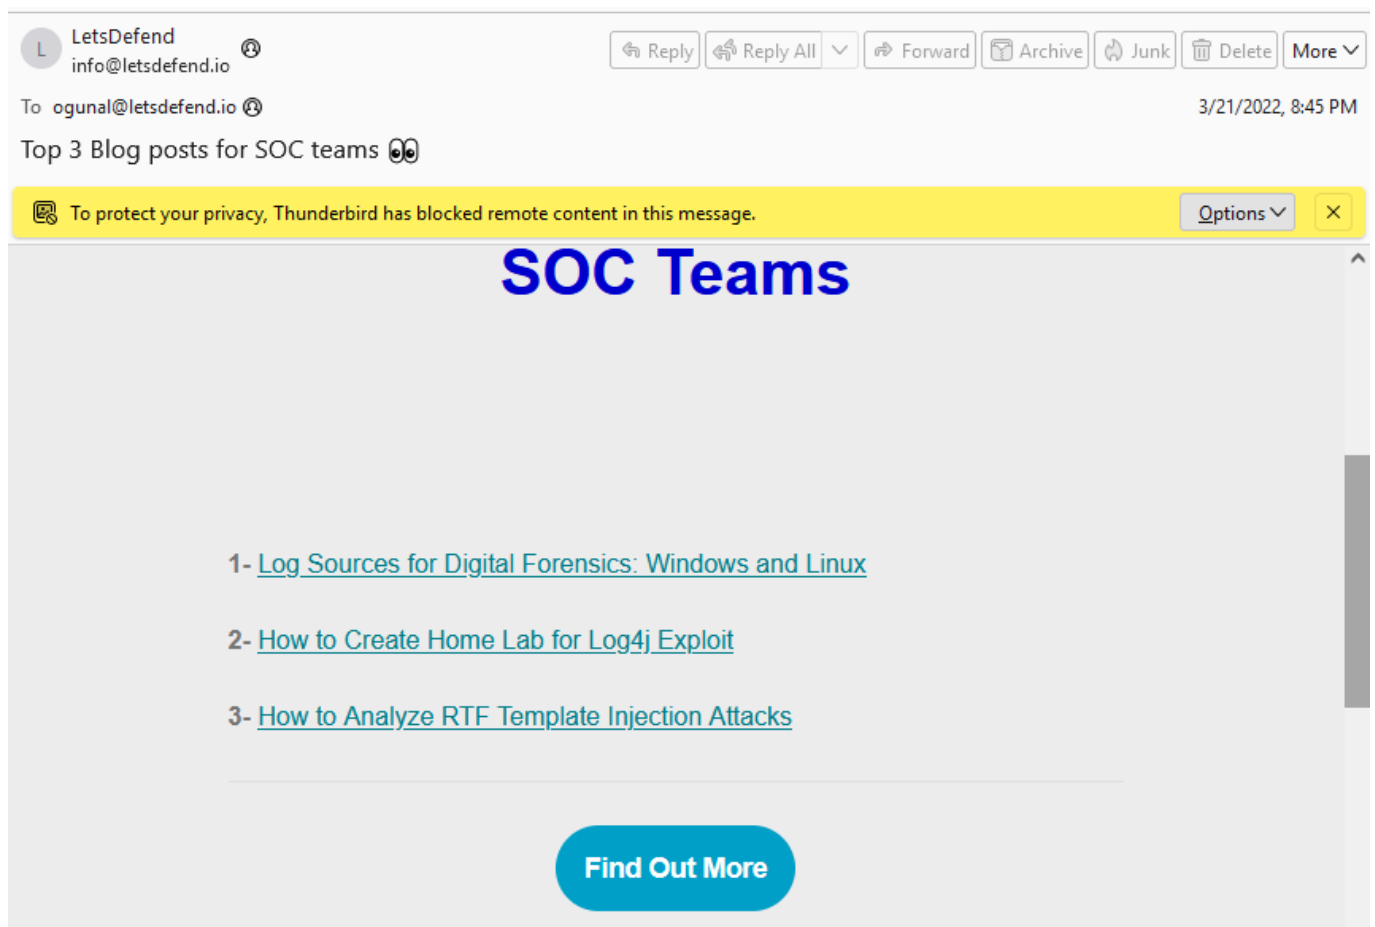 L
LetsDefend
info@letsdefend.io
Reply Reply All Forward Archive Junk Delete More
To ogunal@letsdefend.io
3/21/2022, 8:45 PM
Top 3 Blog posts for SOC teams 👀
To protect your privacy, Thunderbird has blocked remote content in this message.
Options
SOC Teams
1- Log Sources for Digital Forensics: Windows and Linux
2- How to Create Home Lab for Log4j Exploit
3- How to Analyze RTF Template Injection Attacks
Find Out More